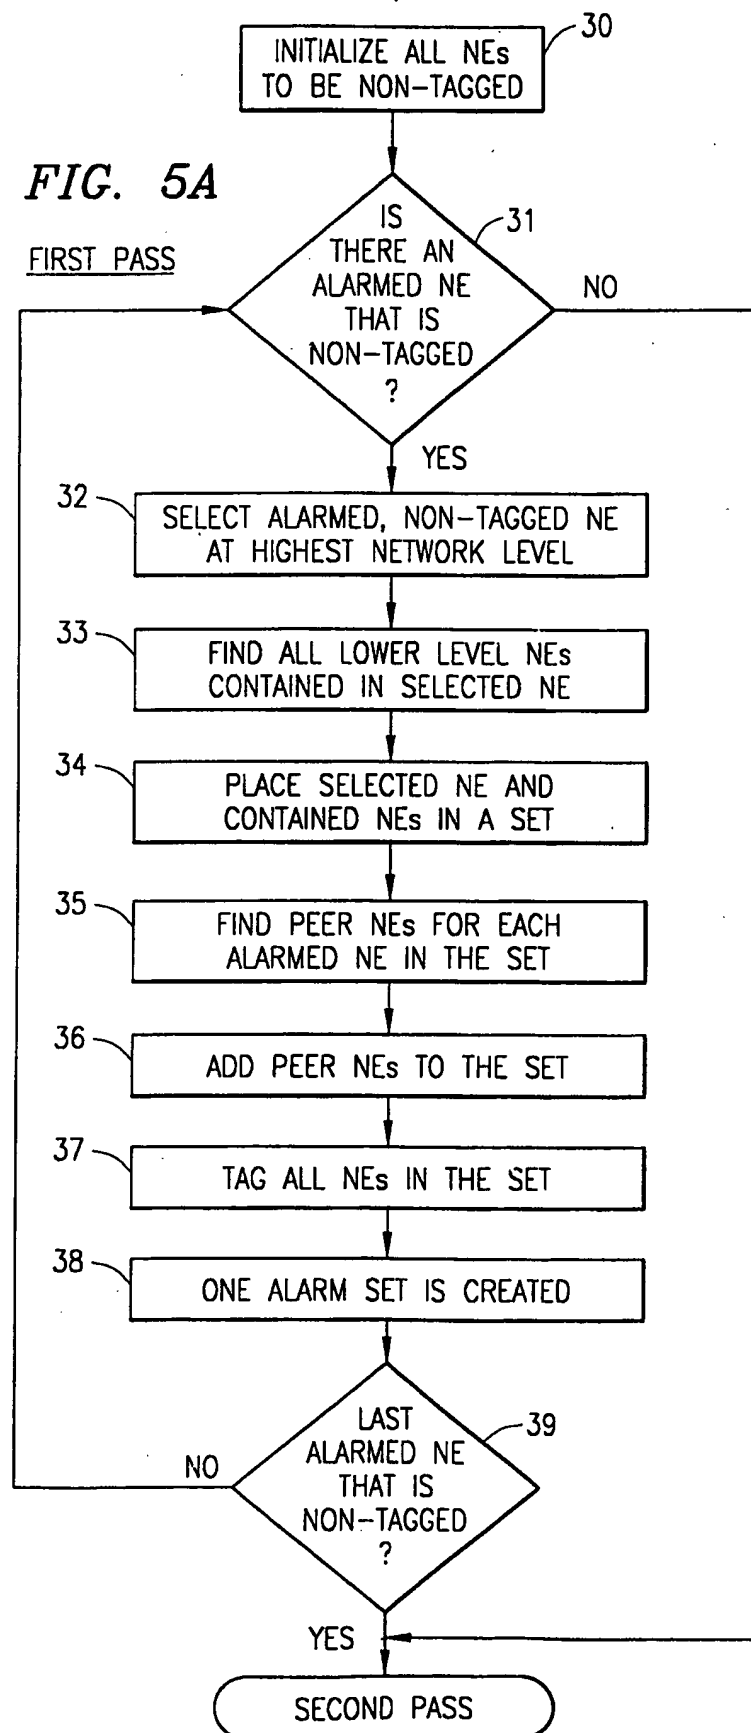 30
INITIALIZE ALL NEs
TO BE NON-TAGGED
FIG. 5A
FIRST PASS
31
IS
THERE AN
ALARMED NE
THAT IS
NON-TAGGED
?
NO
YES
32
SELECT ALARMED, NON-TAGGED NE
AT HIGHEST NETWORK LEVEL
33
FIND ALL LOWER LEVEL NEs
CONTAINED IN SELECTED NE
34
PLACE SELECTED NE AND
CONTAINED NEs IN A SET
35
FIND PEER NEs FOR EACH
ALARMED NE IN THE SET
36
ADD PEER NEs TO THE SET
37
TAG ALL NEs IN THE SET
38
ONE ALARM SET IS CREATED
39
LAST
ALARMED NE
THAT IS
NON-TAGGED
?
NO
YES
SECOND PASS